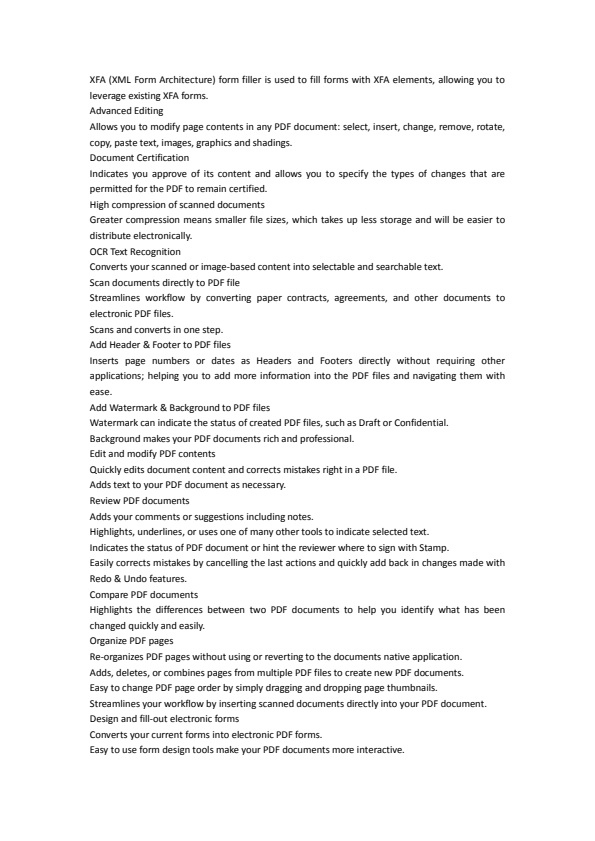 XFA (XML Form Architecture) form filler is used to fill forms with XFA elements, allowing you to
leverage existing XFA forms.
Advanced Editing
Allows you to modify page contents in any PDF document: select, insert, change, remove, rotate,
copy, paste text, images, graphics and shadings.
Document Certification
Indicates you approve of its content and allows you to specify the types of changes that are
permitted for the PDF to remain certified.
High compression of scanned documents
Greater compression means smaller file sizes, which takes up less storage and will be easier to
distribute electronically.
OCR Text Recognition
Converts your scanned or image-based content into selectable and searchable text.
Scan documents directly to PDF file
Streamlines workflow by converting paper contracts, agreements, and other documents to
electronic PDF files.
Scans and converts in one step.
Add Header & Footer to PDF files
Inserts page numbers or dates as Headers and Footers directly without requiring other
applications; helping you to add more information into the PDF files and navigating them with
ease.
Add Watermark & Background to PDF files
Watermark can indicate the status of created PDF files, such as Draft or Confidential.
Background makes your PDF documents rich and professional.
Edit and modify PDF contents
Quickly edits document content and corrects mistakes right in a PDF file.
Adds text to your PDF document as necessary.
Review PDF documents
Adds your comments or suggestions including notes.
Highlights, underlines, or uses one of many other tools to indicate selected text.
Indicates the status of PDF document or hint the reviewer where to sign with Stamp.
Easily corrects mistakes by cancelling the last actions and quickly add back in changes made with
Redo & Undo features.
Compare PDF documents
Highlights the differences between two PDF documents to help you identify what has been
changed quickly and easily.
Organize PDF pages
Re-organizes PDF pages without using or reverting to the documents native application.
Adds, deletes, or combines pages from multiple PDF files to create new PDF documents.
Easy to change PDF page order by simply dragging and dropping page thumbnails.
Streamlines your workflow by inserting scanned documents directly into your PDF document.
Design and fill-out electronic forms
Converts your current forms into electronic PDF forms.
Easy to use form design tools make your PDF documents more interactive.